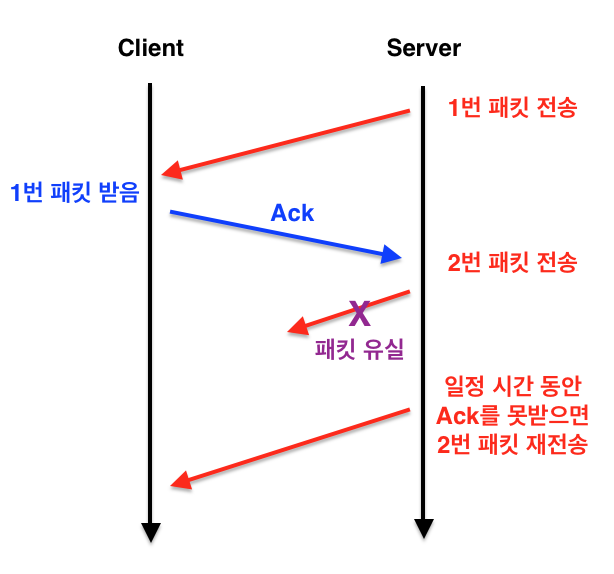 Client
Server
1번 패킷 전송
1번 패킷 받음
Ack
2번 패킷 전송
X
패킷 유실
일정 시간 동안
Ack를 못받으면
2번 패킷 재전송